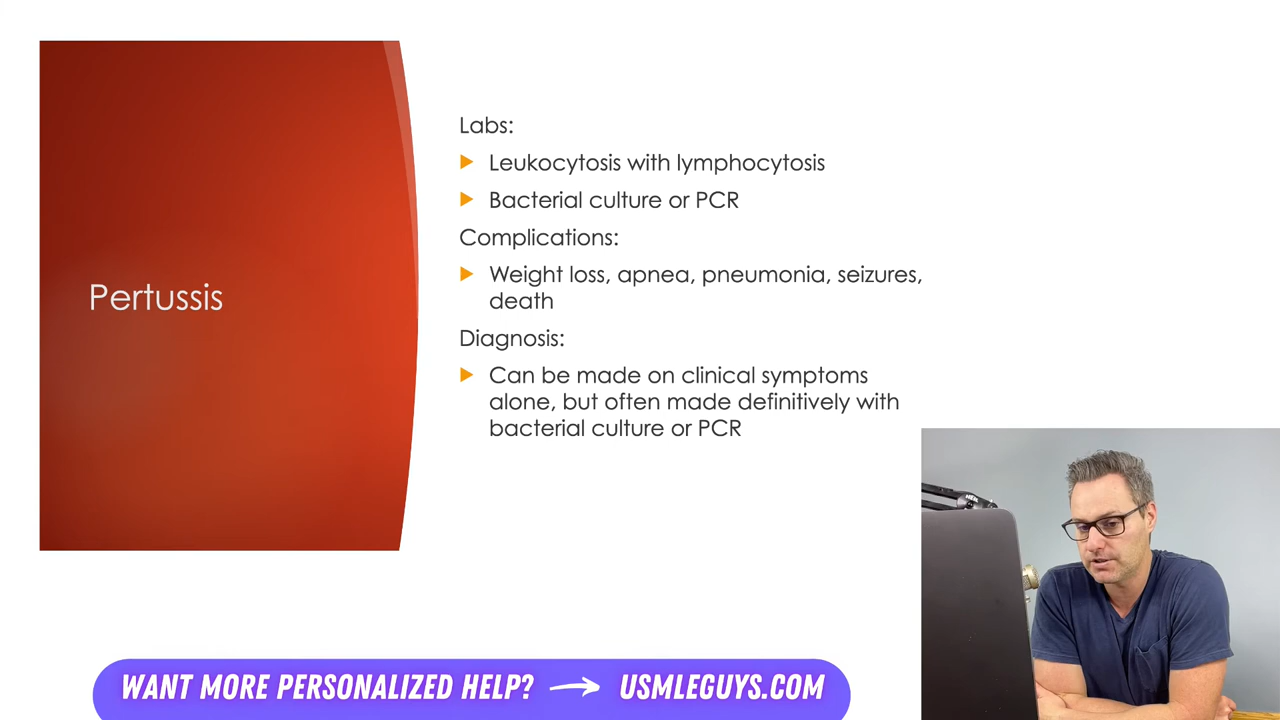 Pertussis
Labs:
Leukocytosis with lymphocytosis
Bacterial culture or PCR
Complications:
Weight loss, apnea, pneumonia, seizures,
death
Diagnosis:
Can be made on clinical symptoms
alone, but often made definitively with
bacterial culture or PCR
WANT MORE PERSONALIZED HELP? → USMLEGUYS.COM